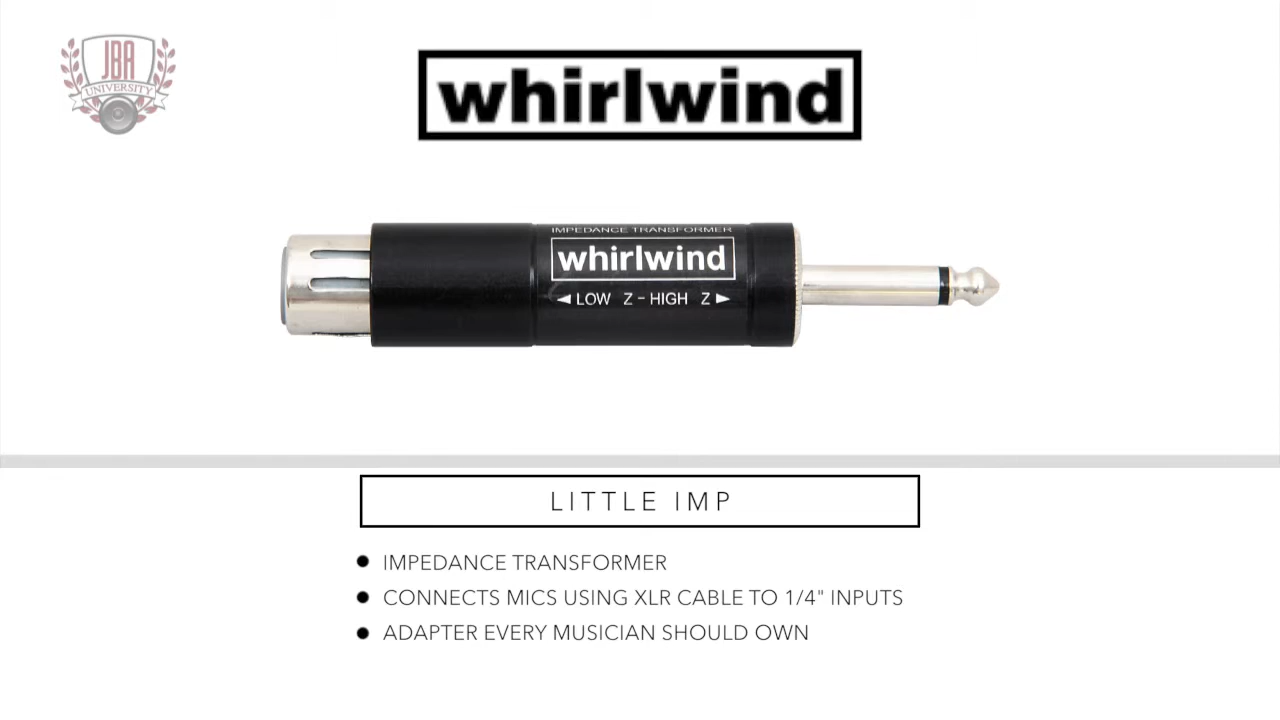 JBA
UNIVERSITY
whirlwind
IMPEDANCE TRANSFORMER
whirlwind
◄ LOW Z - HIGH Z ►
LITTLE IMP
● IMPEDANCE TRANSFORMER
● CONNECTS MICS USING XLR CABLE TO 1/4" INPUTS
● ADAPTER EVERY MUSICIAN SHOULD OWN